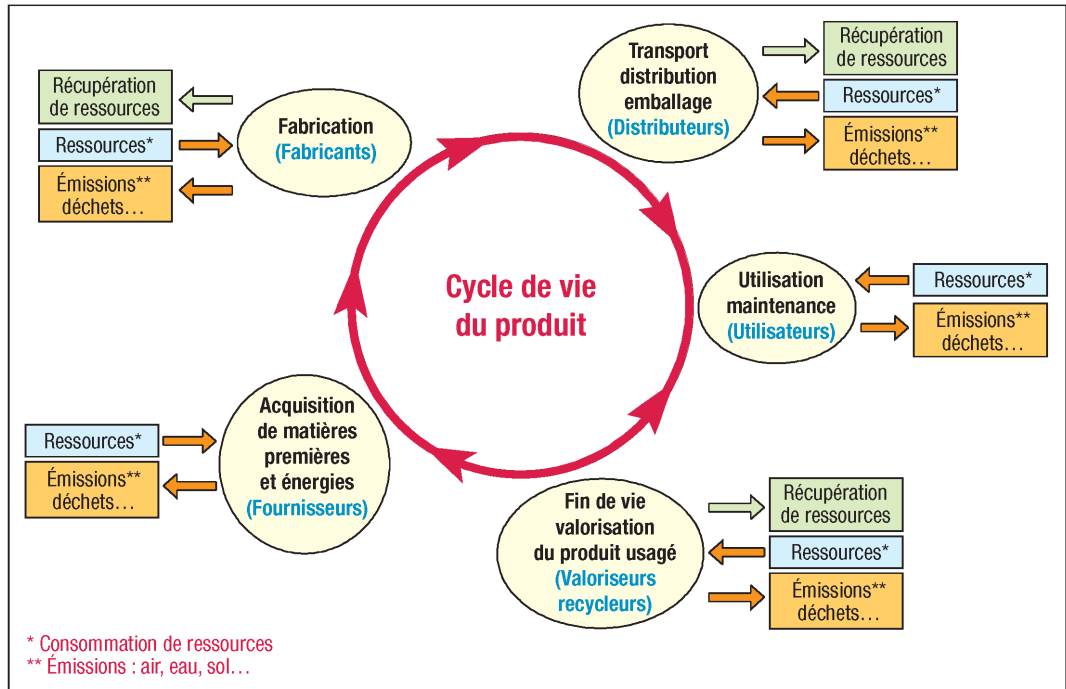 Transport
distribution
emballage
(Distributeurs)
Récupération
de ressources
Ressources*
Émissions**
déchets…
Récupération
de ressources
Ressources*
Émissions**
déchets…
Fabrication
(Fabricants)
Cycle de vie
du produit
Utilisation
maintenance
(Utilisateurs)
Ressources*
Émissions**
déchets…
Ressources*
Émissions**
déchets…
Acquisition
de matières
premières
et énergies
(Fournisseurs)
Fin de vie
valorisation
du produit usagé
(Valoriseurs
recycleurs)
Récupération
de ressources
Ressources*
Émissions**
déchets…
* Consommation de ressources
** Émissions : air, eau, sol…